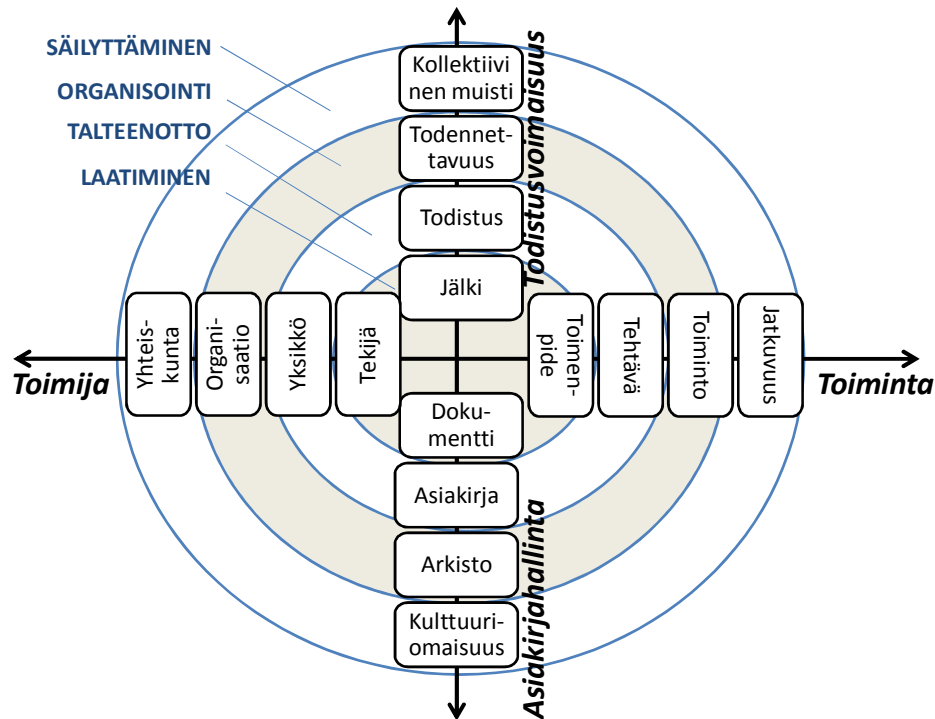 SÄILYTTÄMINEN
ORGANISOINTI
TALTEENOTTO
LAATIMINEN
Kollektiivi
nen muisti
Todennet-
tavuus
Todistus
Jälki
Todistusvoimaisuus
Toimija
Yhteis-
kunta
Organi-
saatio
Yksikkö
Tekijä
Toimen-
pide
Tehtävä
Toiminto
Jatkuvuus
Toiminta
Doku-
mentti
Asiakirja
Arkisto
Kulttuuri-
omaisuus
Asiakirjahallinta